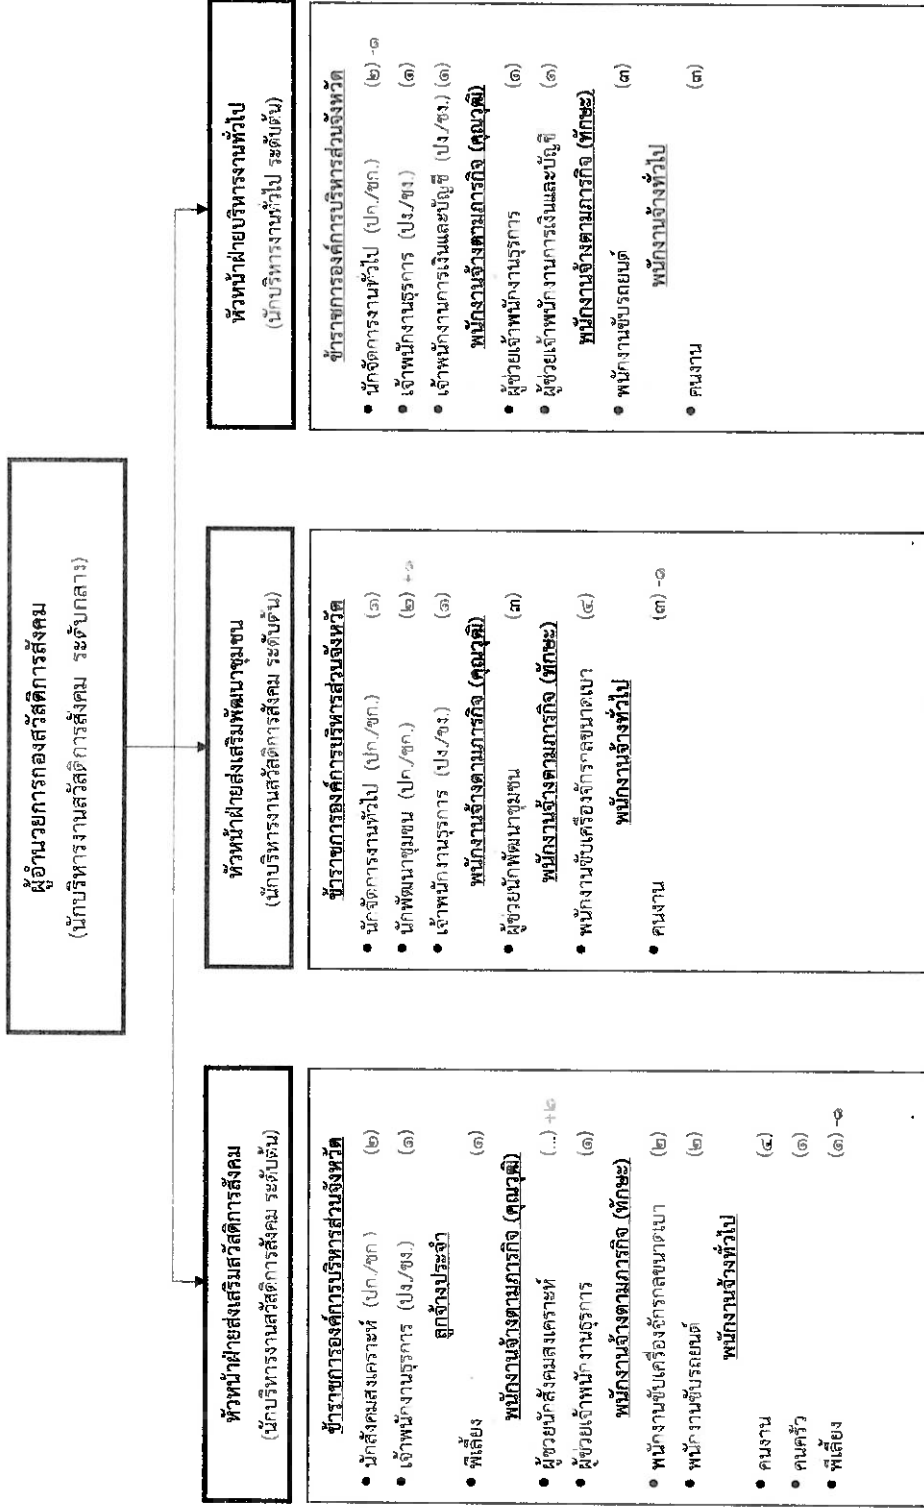 ผู้อำนวยการกองสวัสดิการสังคม
(นักบริหารงานสวัสดิการสังคม ระดับกลาง)
หัวหน้าฝ่ายส่งเสริมสวัสดิการสังคม
(นักบริหารงานสวัสดิการสังคม ระดับต้น)
ข้าราชการองค์การบริหารส่วนจังหวัด
● นักสังคมสงเคราะห์ (ปก./ชก) (๒)
● เจ้าพนักงานธุรการ (ปง./ชง.) (๑)
ลูกจ้างประจำ
● พี่เลี้ยง (๑)
พนักงานจ้างตามภารกิจ (คุณวุฒิ)
● ผู้ช่วยนักสังคมสงเคราะห์ (...) +๒
● ผู้ช่วยเจ้าพนักงานธุรการ (๑)
พนักงานจ้างตามภารกิจ (ทักษะ)
● พนักงานขับเครื่องจักรกลขนาดเบา (๒)
● พนักงานขับรถยนต์ (๒)
พนักงานจ้างทั่วไป
● คนงาน (๔)
● คนครัว (๑)
● พี่เลี้ยง (๑) -๑
หัวหน้าฝ่ายส่งเสริมพัฒนาชุมชน
(นักบริหารงานสวัสดิการสังคม ระดับต้น)
ข้าราชการองค์การบริหารส่วนจังหวัด
● นักจัดการงานทั่วไป (ปก./ชก.) (๑)
● นักพัฒนาชุมชน (ปก./ชก.) (๒) +๑
● เจ้าพนักงานธุรการ (ปง./ชง.) (๑)
พนักงานจ้างตามภารกิจ (คุณวุฒิ)
● ผู้ชวยนักพัฒนาชุมชน (๓)
พนักงานจ้างตามภารกิจ (ทักษะ)
● พนักงานขับเครื่องจักรกลขนาดเบา (๔)
พนักงานจ้างทั่วไป
● คนงาน (๓) -๑
หัวหน้าฝ่ายบริหารงานทั่วไป
(นักบริหารงานทั่วไป ระดับต้น)
ข้าราชการองค์การบริหารส่วนจังหวัด
● นักจัดการงานทั่วไป (ปก./ชก.) (๒) -๑
● เจ้าพนักงานธุรการ (ปง./ชง.) (๑)
● เจ้าพนักงานการเงินและบัญชี (ปง./ชง.) (๑)
พนักงานจ้างตามภารกิจ (คุณวุฒิ)
● ผู้ช่วยเจ้าพนักงานธุรการ (๑)
● ผู้ช่วยเจ้าพนักงานการเงินและบัญชี (๑)
พนักงานจ้างตามภารกิจ (ทักษะ)
● พนักงานขับรถยนต์ (๓)
พนักงานจ้างทั่วไป
● คนงาน (๓)